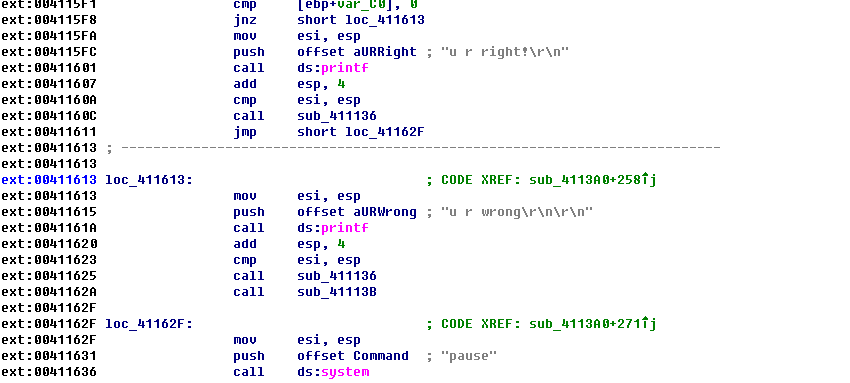 ext:004115F1 cmp [ebp+var_C0], 0
ext:004115F8 jnz short loc_411613
ext:004115FA mov esi, esp
ext:004115FC push offset aURRight ; "u r right!\r\n"
ext:00411601 call ds:printf
ext:00411607 add esp, 4
ext:0041160A cmp esi, esp
ext:0041160C call sub_411136
ext:00411611 jmp short loc_41162F
ext:00411613 ; ---------------------------------------------------------------------------
ext:00411613
ext:00411613 loc_411613: ; CODE XREF: sub_4113A0+258↑j
ext:00411613 mov esi, esp
ext:00411615 push offset aURWrong ; "u r wrong\r\n\r\n"
ext:0041161A call ds:printf
ext:00411620 add esp, 4
ext:00411623 cmp esi, esp
ext:00411625 call sub_411136
ext:0041162A call sub_41113B
ext:0041162F
ext:0041162F loc_41162F: ; CODE XREF: sub_4113A0+271↑j
ext:0041162F mov esi, esp
ext:00411631 push offset Command ; "pause"
ext:00411636 call ds:system